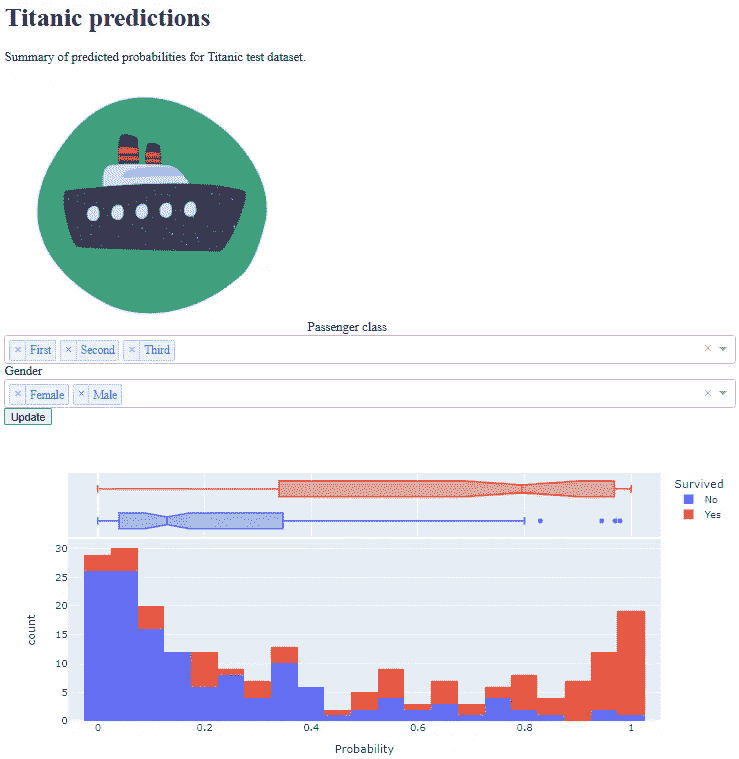 Titanic predictions
Summary of predicted probabilities for Titanic test dataset.
Passenger class
× First × Second × Third ×
Gender
× Female × Male ×
Update
Survived
No
Yes
30
25
20
15
10
5
0
count
0 0.2 0.4 0.6 0.8 1
Probability